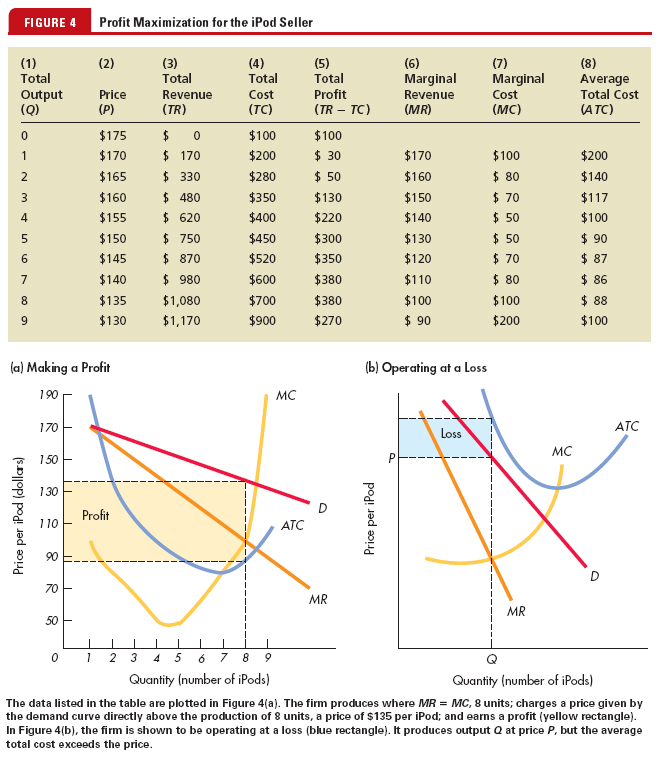 FIGURE 4 Profit Maximization for the iPod Seller
(1) (2) (3) (4) (5) (6) (7) (8)
Total Total Total Total Marginal Marginal Average
Output Price Revenue Cost Profit Revenue Cost Total Cost
(Q) (P) (TR) (TC) (TR − TC) (MR) (MC) (ATC)
0 $175 $ 0 $100 $100
1 $170 $ 170 $200 $ 30 $170 $100 $200
2 $165 $ 330 $280 $ 50 $160 $ 80 $140
3 $160 $ 480 $350 $130 $150 $ 70 $117
4 $155 $ 620 $400 $220 $140 $ 50 $100
5 $150 $ 750 $450 $300 $130 $ 50 $ 90
6 $145 $ 870 $520 $350 $120 $ 70 $ 87
7 $140 $ 980 $600 $380 $110 $ 80 $ 86
8 $135 $1,080 $700 $380 $100 $100 $ 88
9 $130 $1,170 $900 $270 $ 90 $200 $100
(a) Making a Profit
Price per iPod (dollars)
190
170
150
130
110
90
70
50
0 1 2 3 4 5 6 7 8 9
Quantity (number of iPods)
MC
D
ATC
MR
Profit
(b) Operating at a Loss
Price per iPod
P
Loss
ATC
MC
D
MR
Q
Quantity (number of iPods)
The data listed in the table are plotted in Figure 4(a). The firm produces where MR = MC, 8 units; charges a price given by
the demand curve directly above the production of 8 units, a price of $135 per iPod; and earns a profit (yellow rectangle).
In Figure 4(b), the firm is shown to be operating at a loss (blue rectangle). It produces output Q at price P, but the average
total cost exceeds the price.